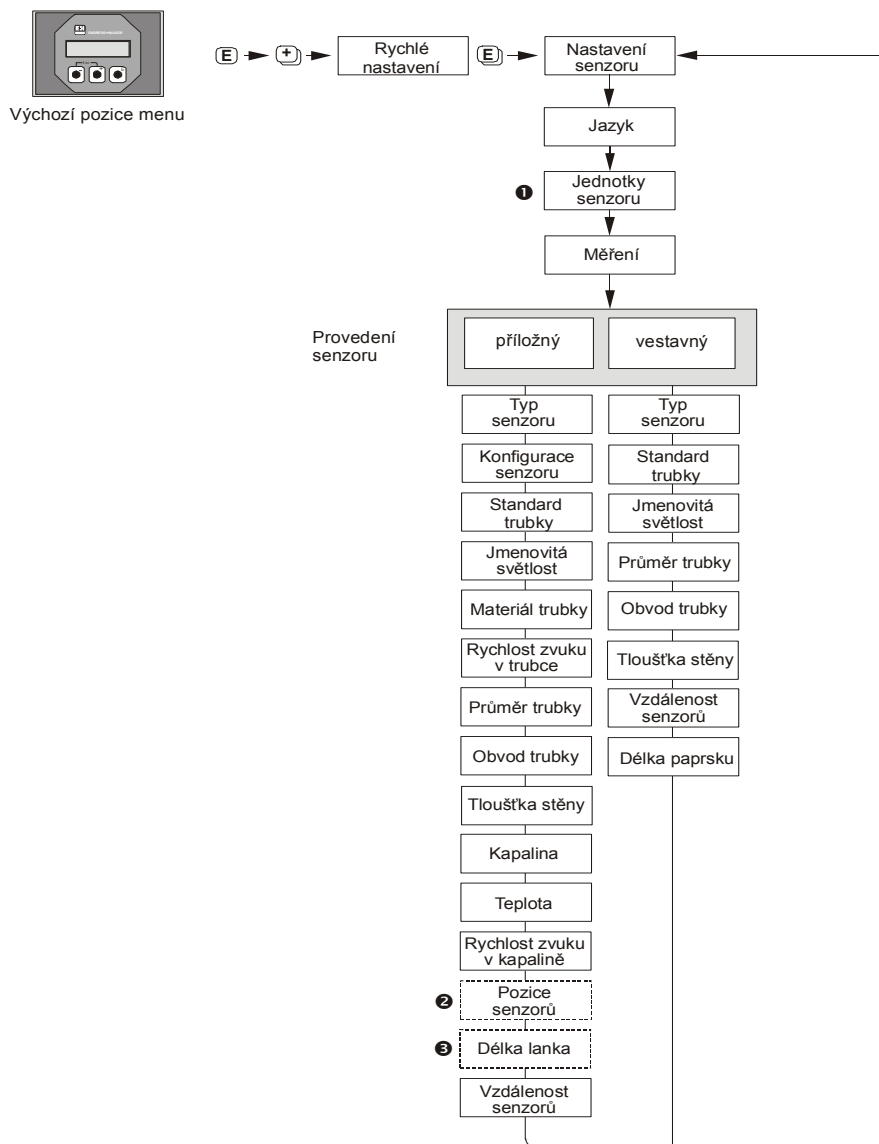 E
+
Rychlé
nastavení
E
Nastavení
senzoru
Výchozí pozice menu
Jazyk
❶
Jednotky
senzoru
Měření
Provedení
senzoru
příložný
vestavný
Typ
senzoru
Konfigurace
senzoru
Standard
trubky
Jmenovitá
světlost
Materiál trubky
Rychlost zvuku
v trubce
Průměr trubky
Obvod trubky
Tloušťka stěny
Kapalina
Teplota
Rychlost zvuku
v kapalině
❷
Pozice
senzorů
❸
Délka lanka
Vzdálenost
senzorů
Typ
senzoru
Standard
trubky
Jmenovitá
světlost
Průměr trubky
Obvod trubky
Tloušťka stěny
Vzdálenost
senzorů
Délka paprsku